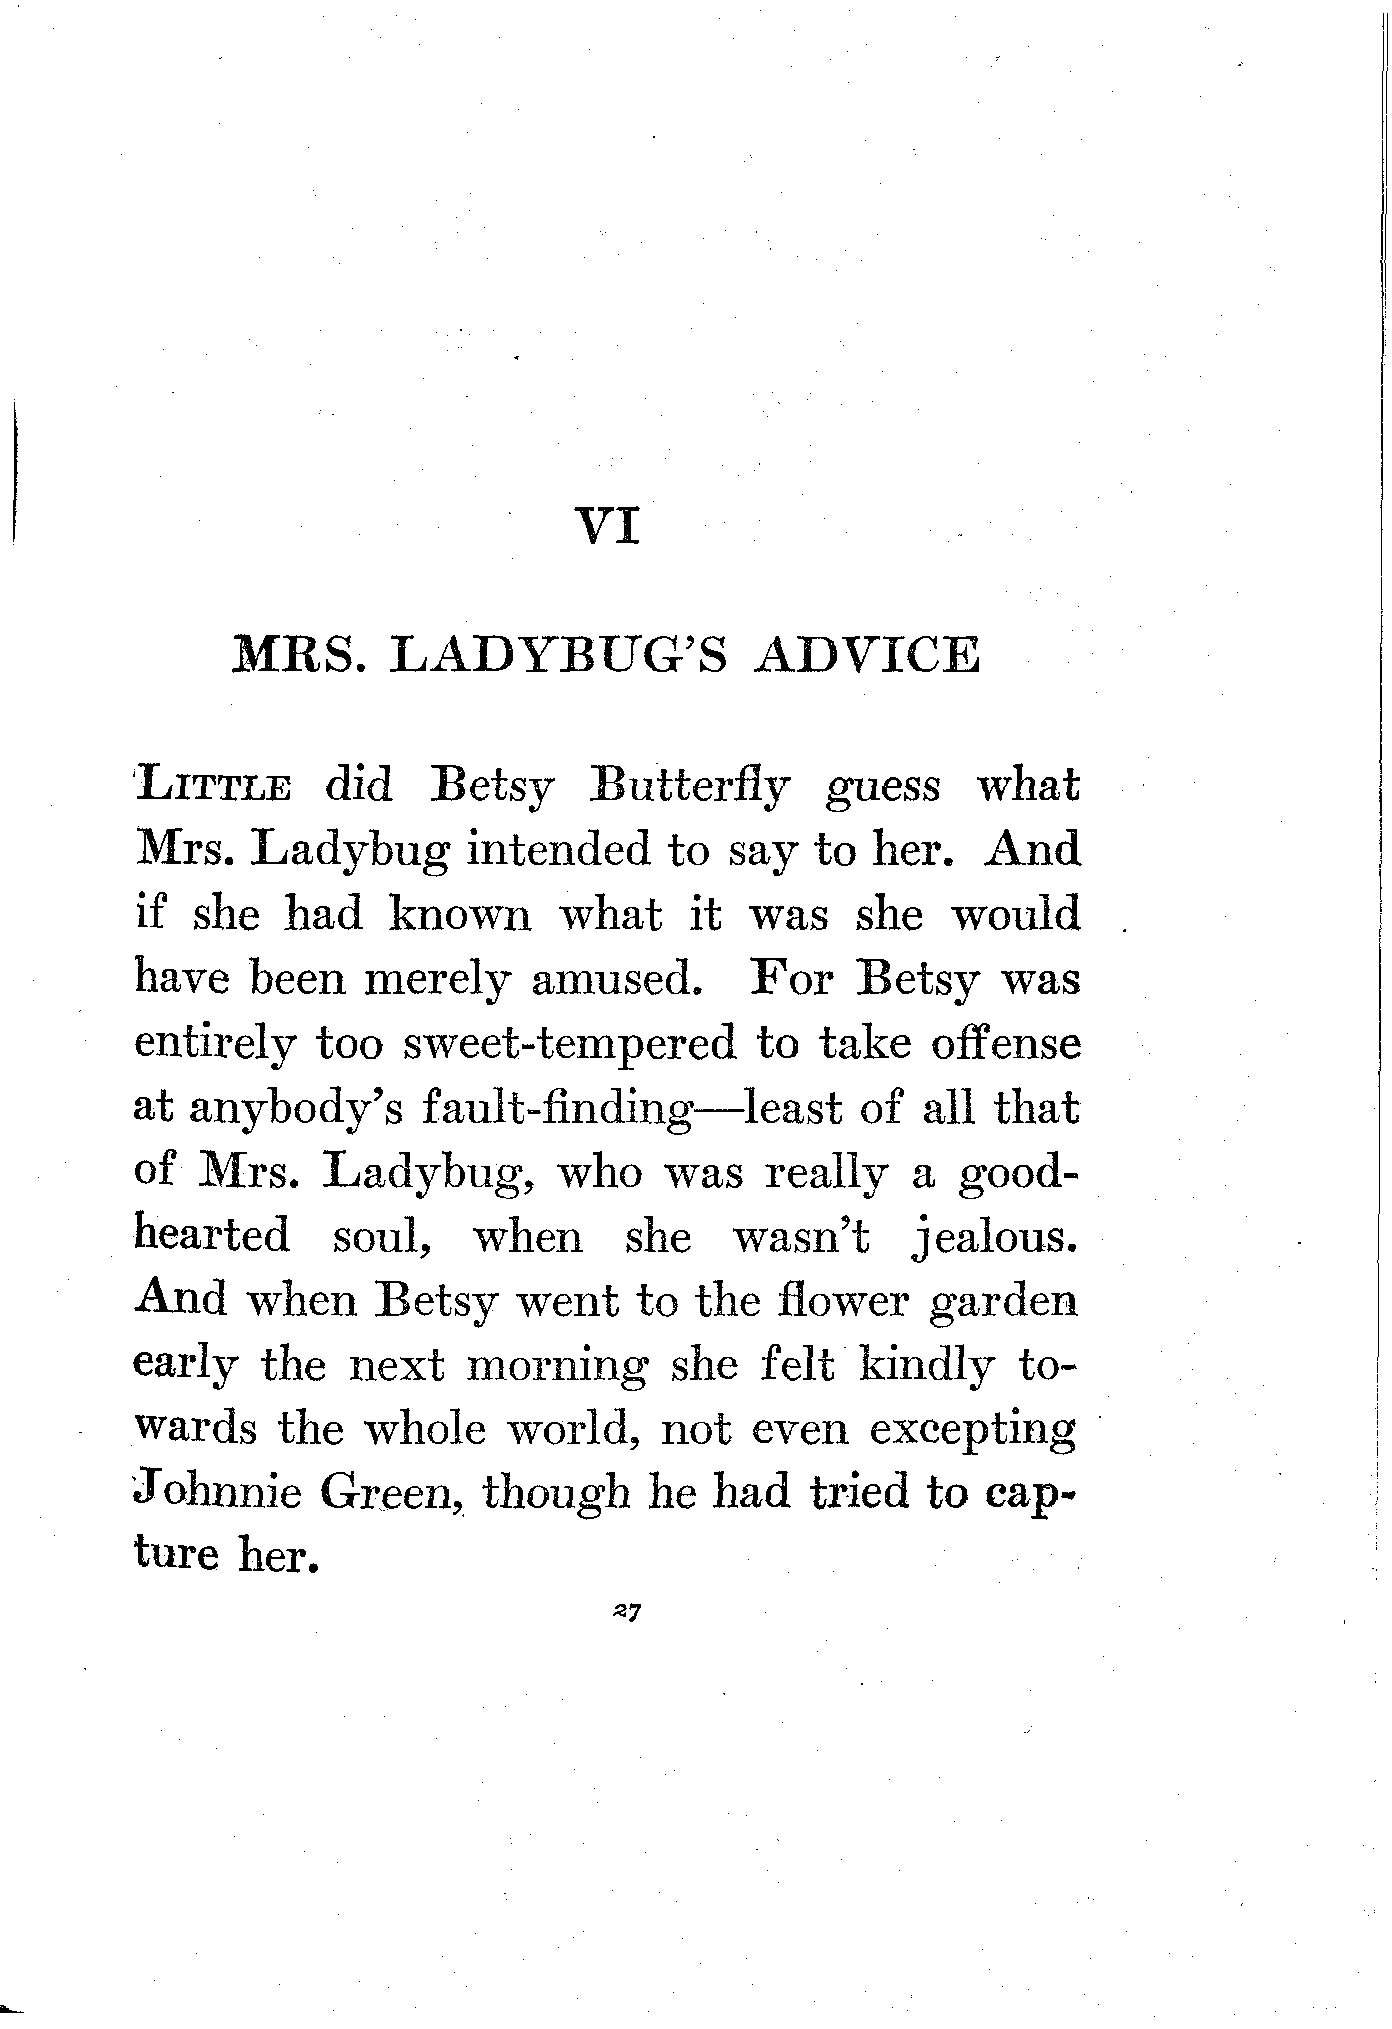 VI
MRS. LADYBUG'S ADVICE
LITTLE did Betsy Butterfly guess what
Mrs. Ladybug intended to say to her. And
if she had known what it was she would
have been merely amused. For Betsy was
entirely too sweet-tempered to take offense
at anybody's fault-finding—least of all that
of Mrs. Ladybug, who was really a good-
hearted soul, when she wasn't jealous.
And when Betsy went to the flower garden
early the next morning she felt kindly to-
wards the whole world, not even excepting
Johnnie Green, though he had tried to cap-
ture her.
27